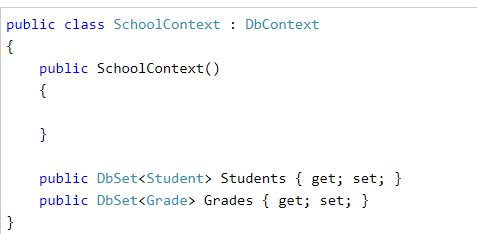 public class SchoolContext : DbContext
{
    public SchoolContext()
    {

    }

    public DbSet<Student> Students { get; set; }
    public DbSet<Grade> Grades { get; set; }
}